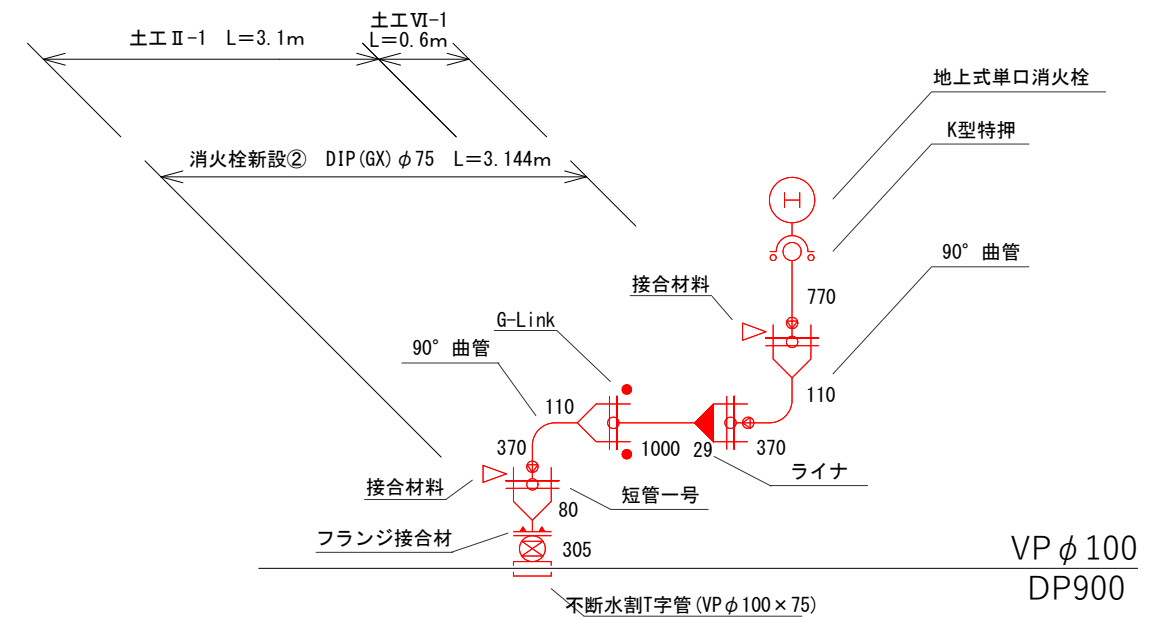 土工Ⅱ-1 L=3.1m
土工Ⅵ-1
L=0.6m
消火栓新設② DIP(GX)φ75 L=3.144m
地上式単口消火栓
K型特押
90° 曲管
接合材料
770
G-Link
90° 曲管
110
110
370
1000
29
370
ライナ
接合材料
短管一号
80
フランジ接合材
305
VPφ100
DP900
不断水割T字管(VPφ100×75)
H